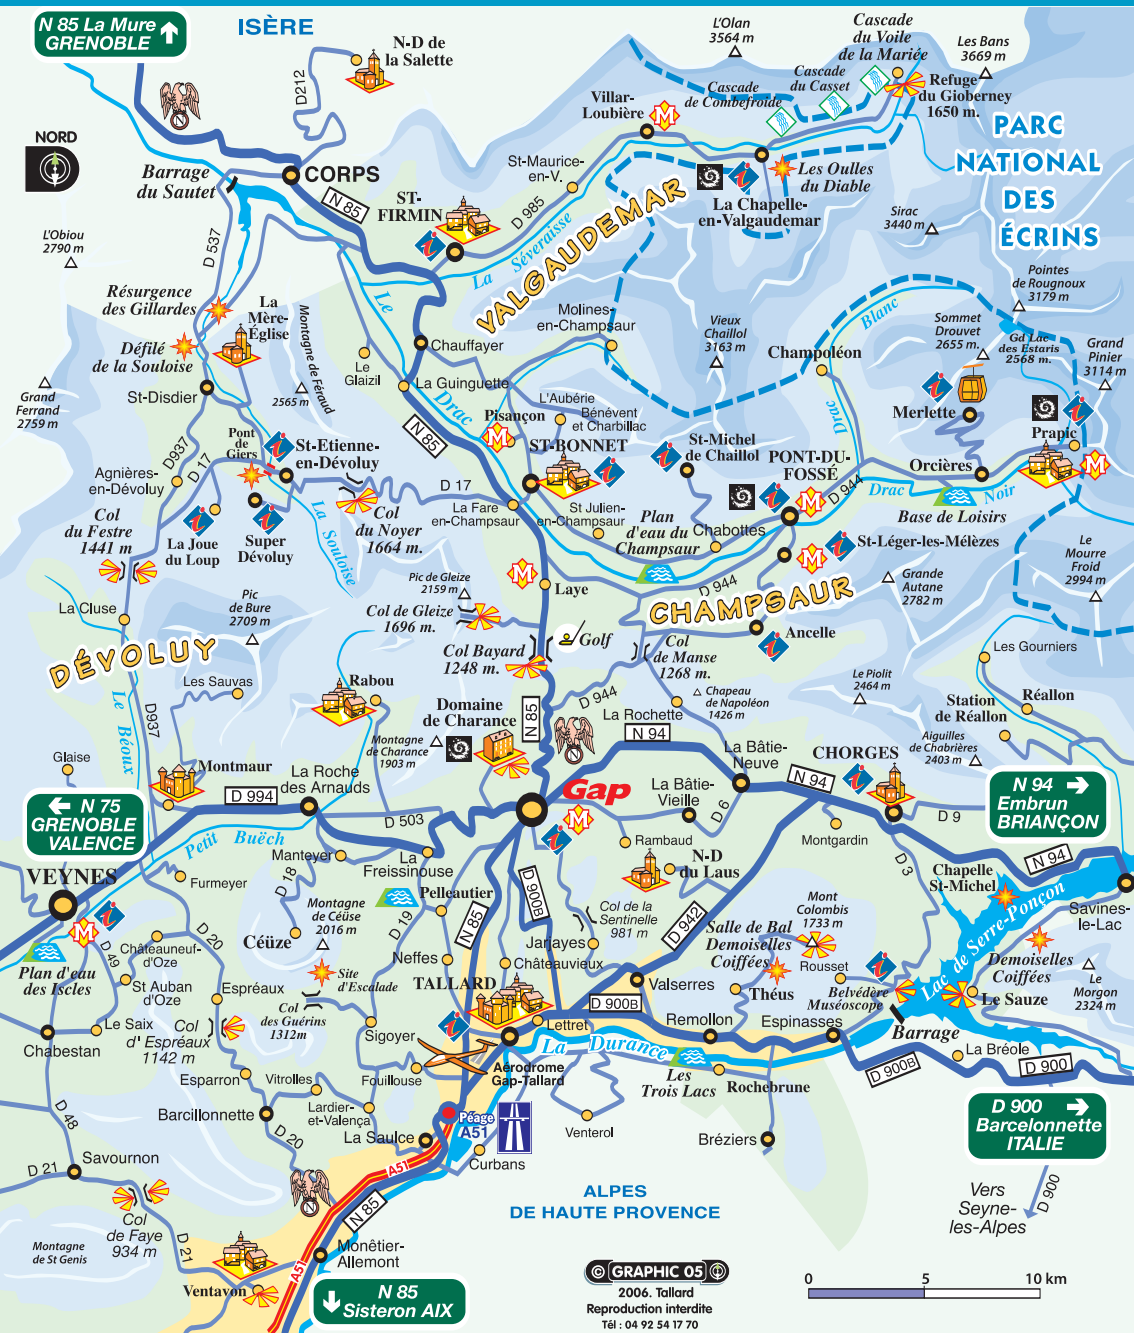 N 85 La Mure
GRENOBLE
ISÈRE
N-D de
la Salette
D212
L'Olan
3564 m
Cascade
du Voile
de la Mariée
Les Bans
3669 m
Cascade
du Casset
Cascade
de Combefroide
Refuge
du Gioberney
1650 m.
Villar-
Loubière
M
NORD
PARC
NATIONAL
DES
ÉCRINS
Barrage
du Sautet
CORPS
N
N 85
St-Maurice-
en-V.
Les Oulles
du Diable
ST-
FIRMIN
i
D 985
La Chapelle-
en-Valgaudemar
i
Sirac
3440 m
L'Obiou
2790 m
D 537
La Séveraisse
VALGAUDEMAR
Pointes
de Rougnoux
3179 m
Résurgence
des Gillardes
La
Mère-
Église
Montagne de Féraud
2565 m
Le
Drac
Molines-
en-Champsaur
Vieux
Chaillol
3163 m
Blanc
Sommet
Drouvet
2655 m.
Gd Lac
des Estaris
2568 m.
Grand
Pinier
3114 m
Défilé
de la Souloise
Chauffayer
Champoléon
Le
Glaizil
La Guinguette
Grand
Ferrand
2759 m
St-Disdier
L'Aubérie
Bénévent
et Charbillac
Pisançon
M
Merlette
i
Prapic
i
M
Pont
de
Giers
i
St-Etienne-
en-Dévoluy
N 85
ST-BONNET
i
St-Michel
de Chaillol
i
PONT-DU-
FOSSÉ
i
M
Drac
D 944
Orcières
D937
D 17
Agnières-
en-Dévoluy
D 17
Drac
Noir
Base de Loisirs
Col
du Festre
1441 m
La Joue
du Loup
i
Super
Dévoluy
i
La Souloise
Col
du Noyer
1664 m.
La Fare
en-Champsaur
St Julien-
en-Champsaur
Plan
d'eau du
Champsaur
Chabottes
St-Léger-les-Mélèzes
M
i
Le
Mourre
Froid
2994 m
Pic de Gleize
2159 m
M
Laye
D 944
Grande
Autane
2782 m
La Cluse
Pic
de Bure
2709 m
Col de Gleize
1696 m.
CHAMPSAUR
Ancelle
i
DÉVOLUY
Col Bayard
1248 m.
Golf
Col
de Manse
1268 m.
Les Gourniers
Les Sauvas
Rabou
D 944
Chapeau
de Napoléon
1426 m
Le Piolit
2464 m
Station
de Réallon
Réallon
D937
Le Béoux
Domaine
de Charance
N 85
La Rochette
N
N 94
Aiguilles
de Chabrières
2403 m
Glaise
Montagne
de Charance
1903 m
Montmaur
La Roche
des Arnauds
La Bâtie-
Neuve
CHORGES
i
N 94
N 94
Embrun
BRIANÇON
N 75
GRENOBLE
VALENCE
D 994
D 503
Gap
M
i
La Bâtie-
Vieille
D 6
Montgardin
D 9
Petit Buëch
Manteyer
D 18
La
Freissinouse
Rambaud
N-D
du Laus
D 3
N 94
VEYNES
M
i
Furmeyer
Pelleautier
D 19
D 900B
Chapelle
St-Michel
Montagne
de Céüse
2016 m
N 85
Col de la
Sentinelle
981 m
D 942
Mont
Colombis
1733 m
Savines-
le-Lac
Céüze
D 20
Plan d'eau
des Iscles
D 49
Châteauneuf-
d'Oze
Site
d'Escalade
Neffes
Jarjayes
Châteauvieux
Salle de Bal
Demoiselles
Coiffées
Théus
Rousset
i
Lac de Serre-Ponçon
Demoiselles
Coiffées
St Auban
d'Oze
Espréaux
Col
des Guérins
1312m
TALLARD
i
Valserres
D 900B
Belvédère
Muséoscope
Le Sauze
Le
Morgon
2324 m
Le Saix
Col
d' Espréaux
1142 m
Sigoyer
Lettret
Remollon
Espinasses
Barrage
Chabestan
La Durance
La Bréole
Esparron
Vitrolles
Fouillouse
Aérodrome
Gap-Tallard
Les
Trois Lacs
Rochebrune
D 900B
D 900
D 48
Barcillonnette
Lardier-
et-Valença
Péage
A51
Venterol
Bréziers
D 900
Barcelonnette
ITALIE
La Saulce
D 20
Curbans
D 21
Savournon
A51
N 85
N
ALPES
DE HAUTE PROVENCE
Vers
Seyne-
les-Alpes
D 900
Col
de Faye
934 m
D 21
Montagne
de St Genis
Monêtier-
Allemont
Ventavon
A51
N 85
Sisteron AIX
© GRAPHIC 05
2006. Tallard
Reproduction interdite
Tél : 04 92 54 17 70
0 5 10 km